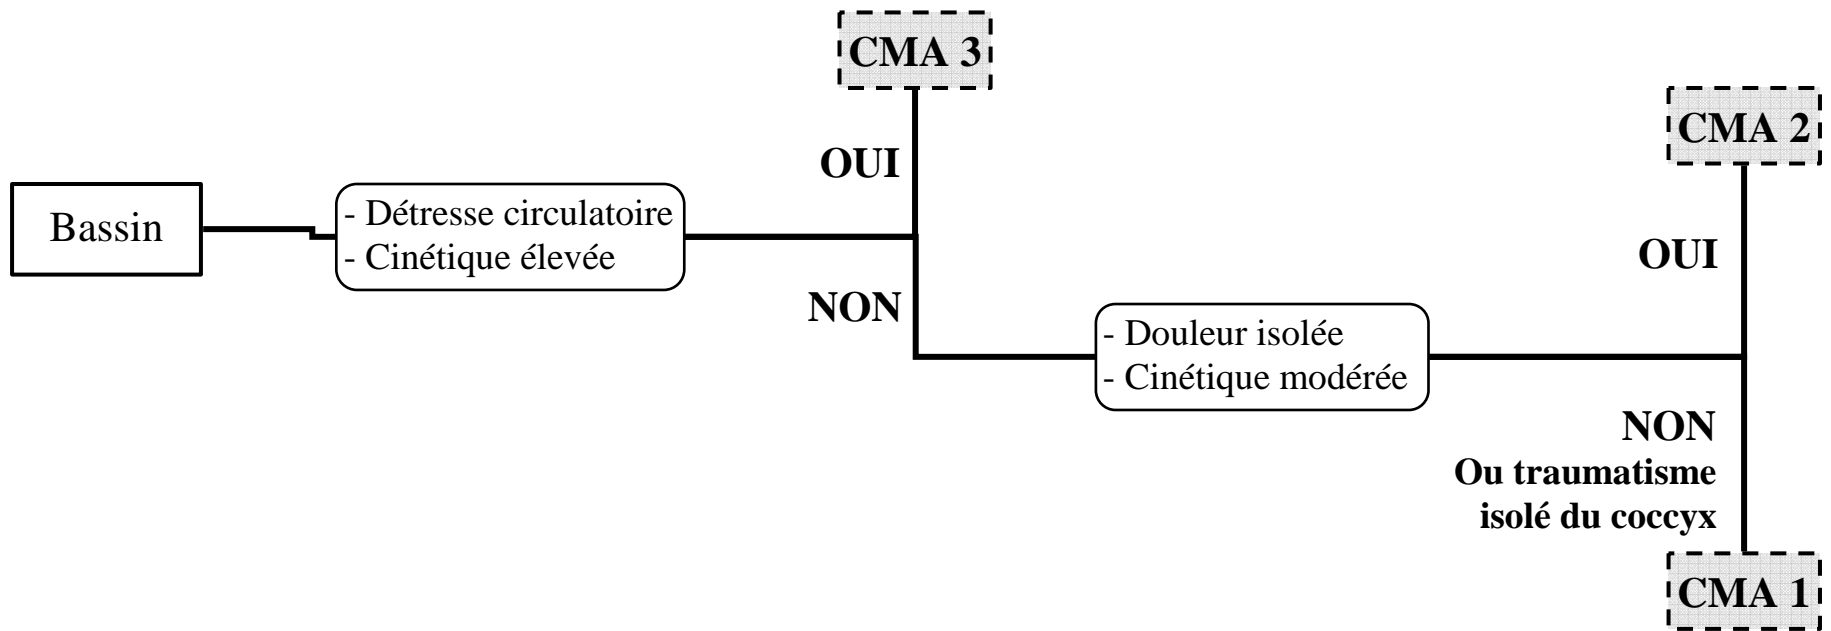 CMA 3
CMA 2
OUI
Bassin
- Détresse circulatoire
- Cinétique élevée
OUI
NON
- Douleur isolée
- Cinétique modérée
NON
Ou traumatisme
isolé du coccyx
CMA 1